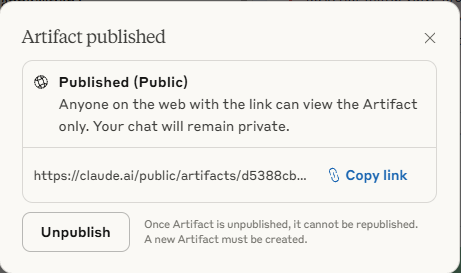 Artifact published
Published (Public)
Anyone on the web with the link can view the Artifact
only. Your chat will remain private.
https://claude.ai/public/artifacts/d5388cb... Copy link
Unpublish
Once Artifact is unpublished, it cannot be republished.
A new Artifact must be created.